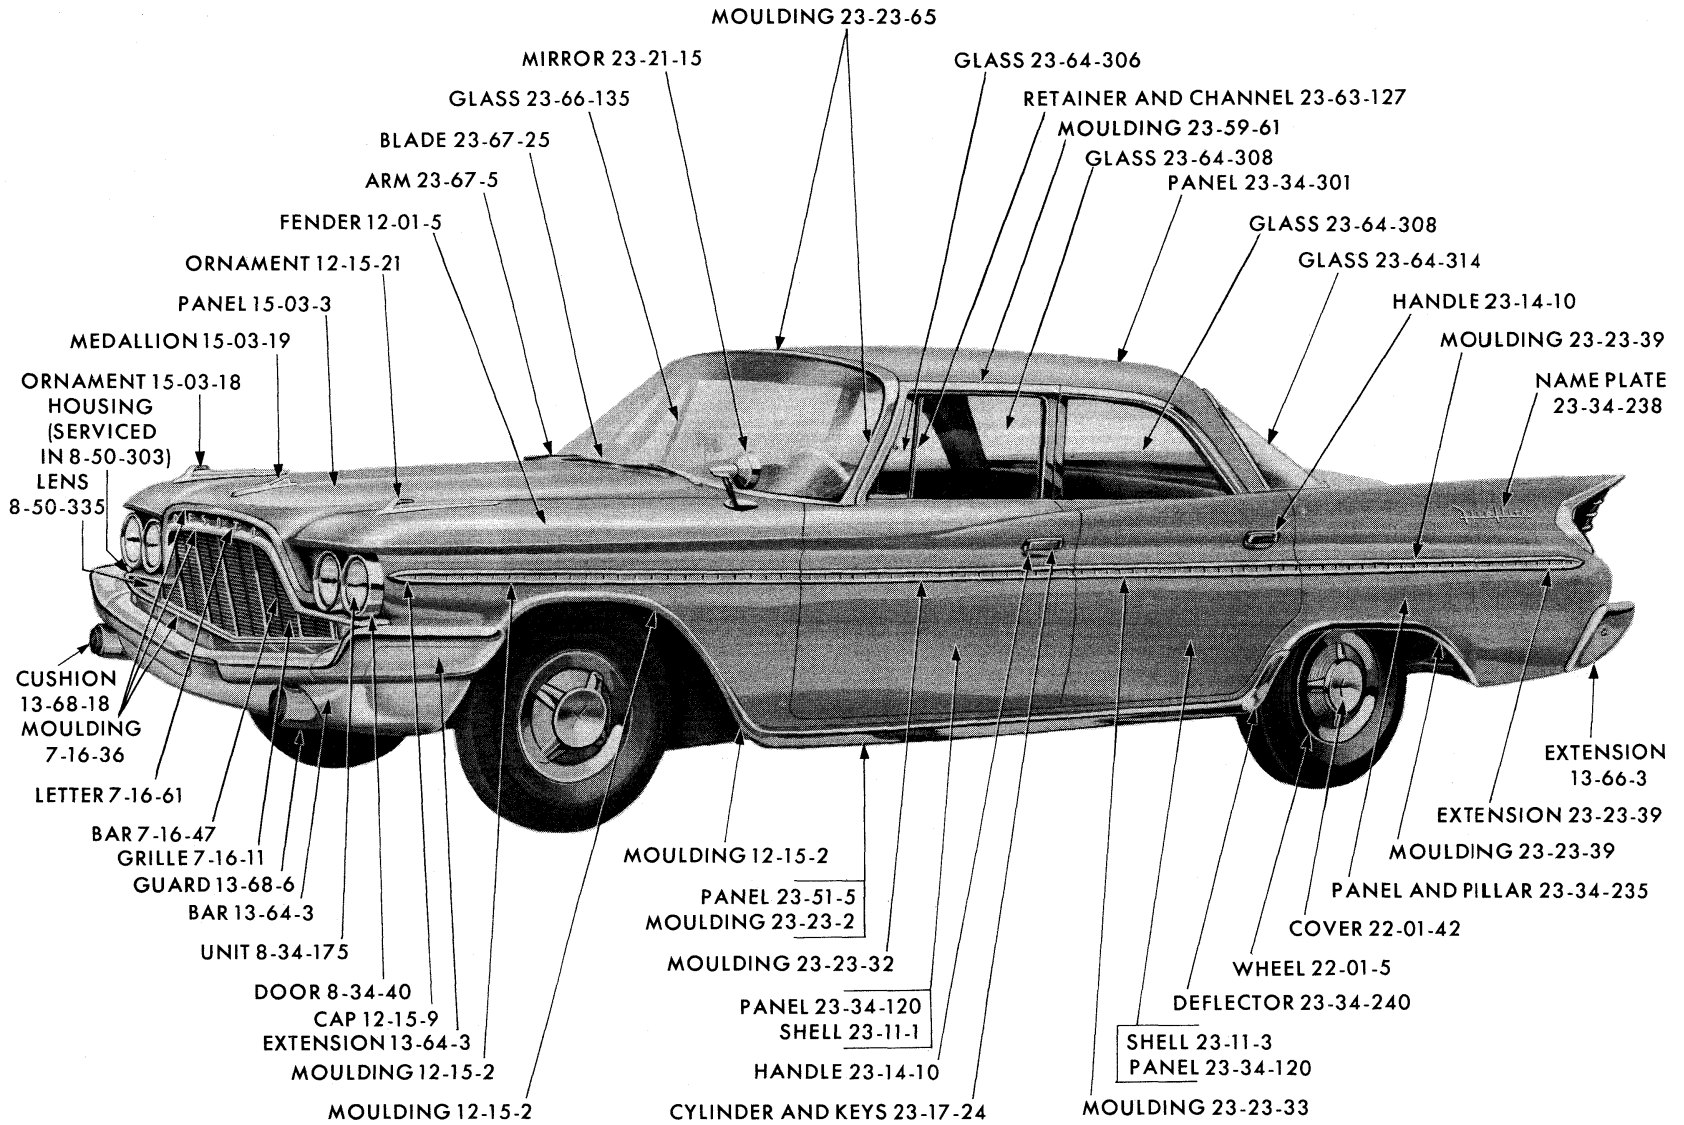 MOULDING 23-23-65
MIRROR 23-21-15
GLASS 23-66-135
BLADE 23-67-25
ARM 23-67-5
FENDER 12-01-5
ORNAMENT 12-15-21
PANEL 15-03-3
MEDALLION 15-03-19
ORNAMENT 15-03-18
HOUSING
(SERVICED
IN 8-50-303)
LENS
8-50-335
GLASS 23-64-306
RETAINER AND CHANNEL 23-63-127
MOULDING 23-59-61
GLASS 23-64-308
PANEL 23-34-301
GLASS 23-64-308
GLASS 23-64-314
HANDLE 23-14-10
MOULDING 23-23-39
NAME PLATE
23-34-238
CUSHION
13-68-18
MOULDING
7-16-36
LETTER 7-16-61
BAR 7-16-47
GRILLE 7-16-11
GUARD 13-68-6
BAR 13-64-3
UNIT 8-34-175
DOOR 8-34-40
CAP 12-15-9
EXTENSION 13-64-3
MOULDING 12-15-2
MOULDING 12-15-2
MOULDING 12-15-2
PANEL 23-51-5
MOULDING 23-23-2
MOULDING 23-23-32
PANEL 23-34-120
SHELL 23-11-1
HANDLE 23-14-10
CYLINDER AND KEYS 23-17-24
EXTENSION
13-66-3
EXTENSION 23-23-39
MOULDING 23-23-39
PANEL AND PILLAR 23-34-235
COVER 22-01-42
WHEEL 22-01-5
DEFLECTOR 23-34-240
SHELL 23-11-3
PANEL 23-34-120
MOULDING 23-23-33